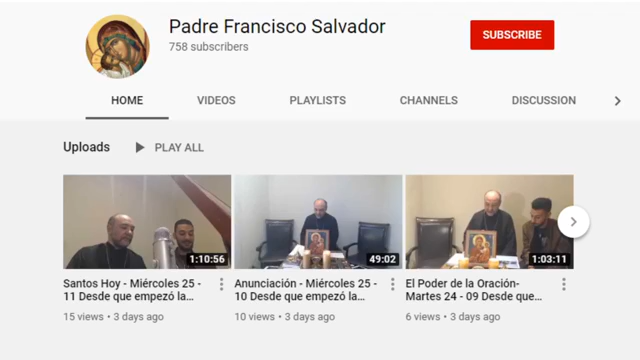 Padre Francisco Salvador
758 subscribers
SUBSCRIBE
HOME VIDEOS PLAYLISTS CHANNELS DISCUSSION
Uploads PLAY ALL
1:10:56 49:02 1:03:11
Santos Hoy - Miércoles 25 -
11 Desde que empezó la...
15 views • 3 days ago
Anunciación - Miércoles 25 -
10 Desde que empezó la...
10 views • 3 days ago
El Poder de la Oración-
Martes 24 - 09 Desde que...
6 views • 3 days ago